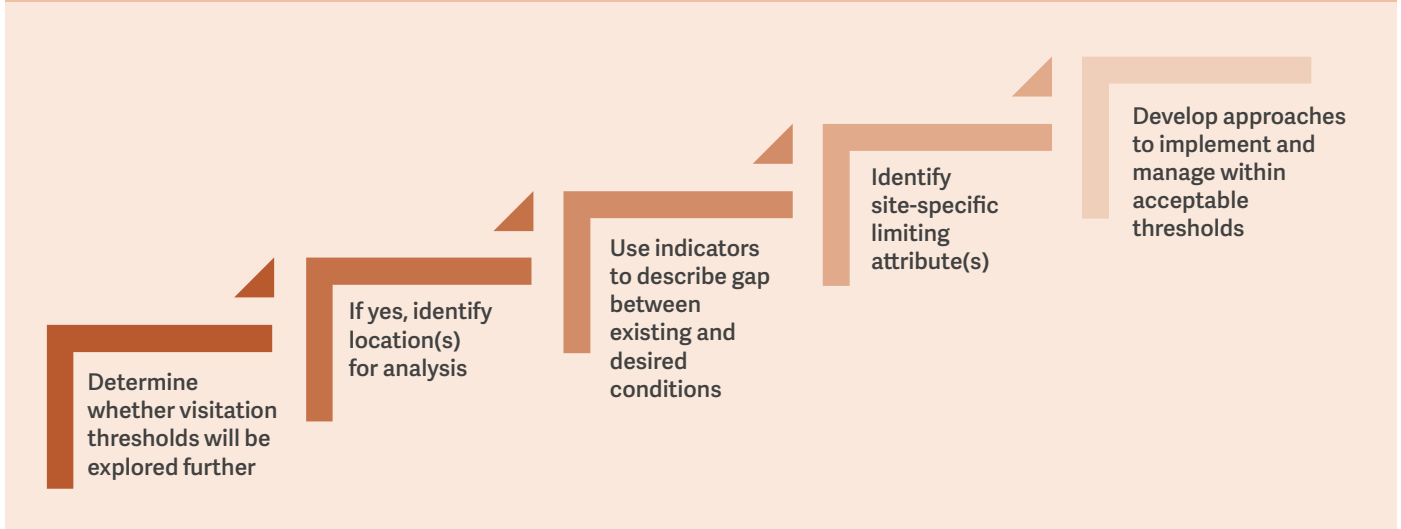 Determine
whether visitation
thresholds will be
explored further
If yes, identify
location(s)
for analysis
Use indicators
to describe gap
between
existing and
desired
conditions
Identify
site-specific
limiting
attribute(s)
Develop approaches
to implement and
manage within
acceptable
thresholds